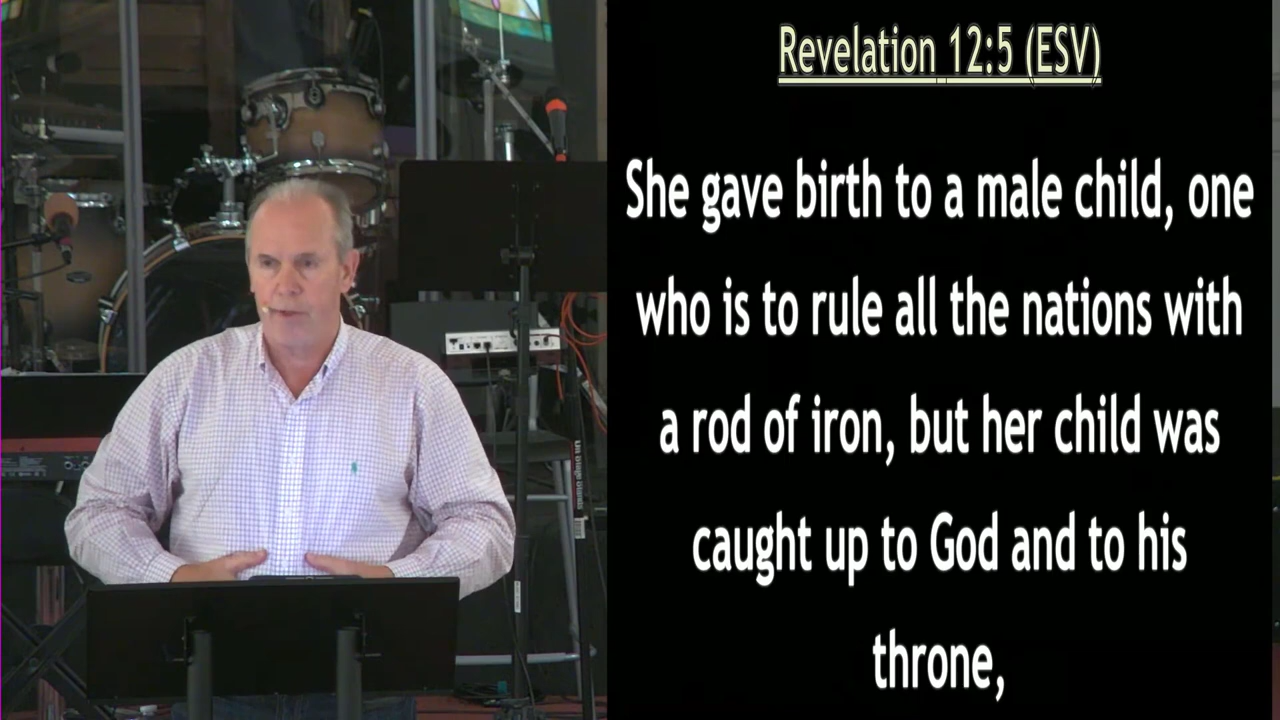 Revelation 12:5 (ESV)
She gave birth to a male child, one
who is to rule all the nations with
a rod of iron, but her child was
caught up to God and to his
throne,